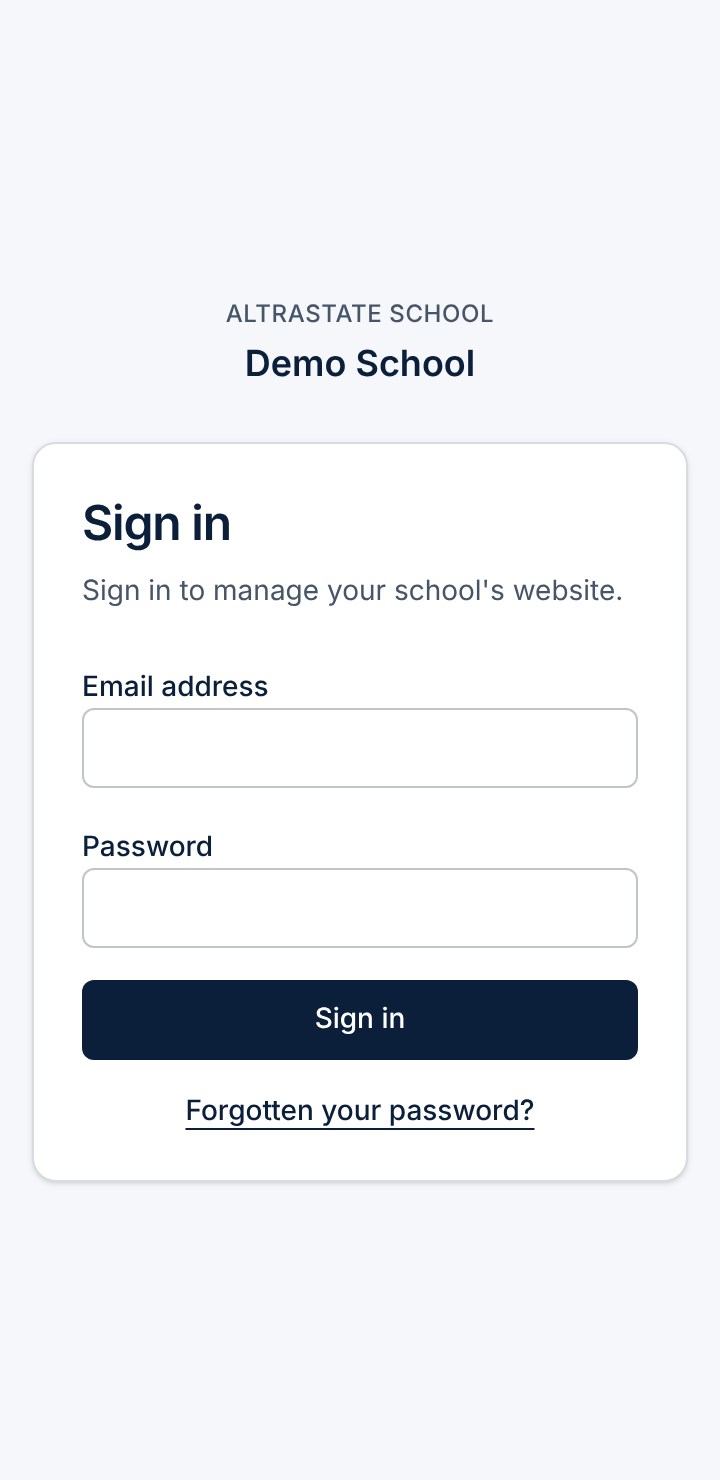 ALTRASTATE SCHOOL
Demo School
Sign in
Sign in to manage your school's website.
Email address
Password
Sign in
Forgotten your password?